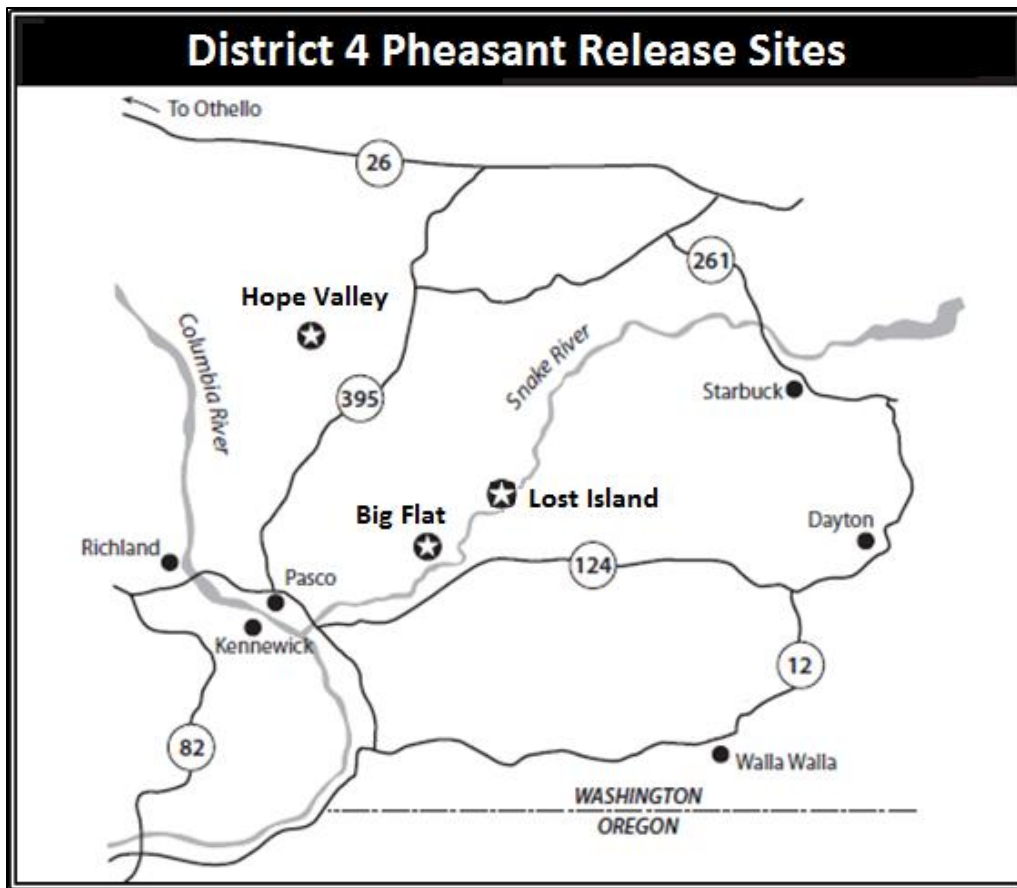 District 4 Pheasant Release Sites
To Othello
26
261
Hope Valley
Columbia River
Snake River
395
Starbuck
Lost Island
Big Flat
Dayton
Richland
124
Pasco
Kennewick
12
82
Walla Walla
WASHINGTON
OREGON